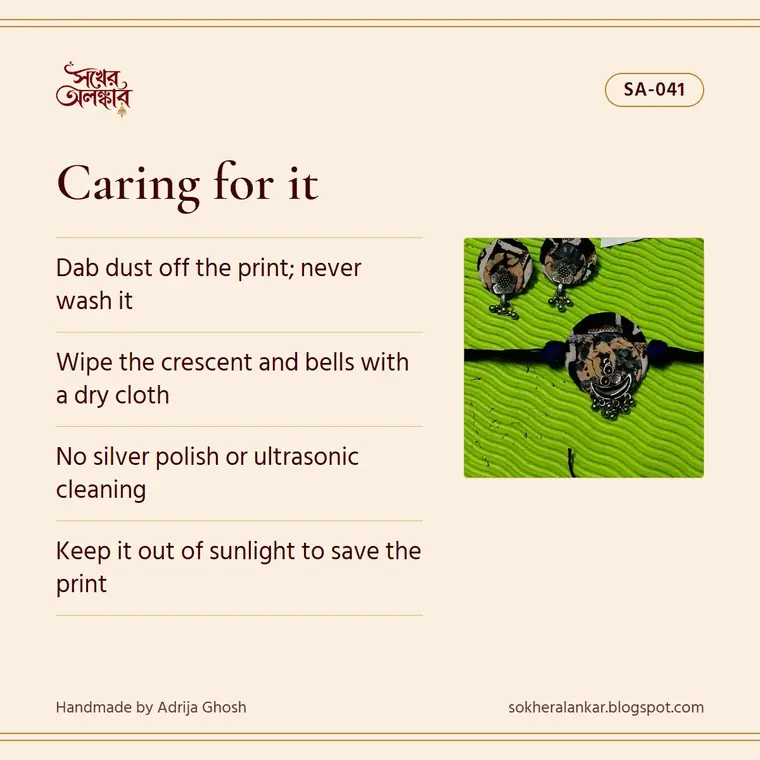 সখের
অলঙ্কার
SA-041
Caring for it
Dab dust off the print; never
wash it
Wipe the crescent and bells with
a dry cloth
No silver polish or ultrasonic
cleaning
Keep it out of sunlight to save the
print
Handmade by Adrija Ghosh
sokheralankar.blogspot.com